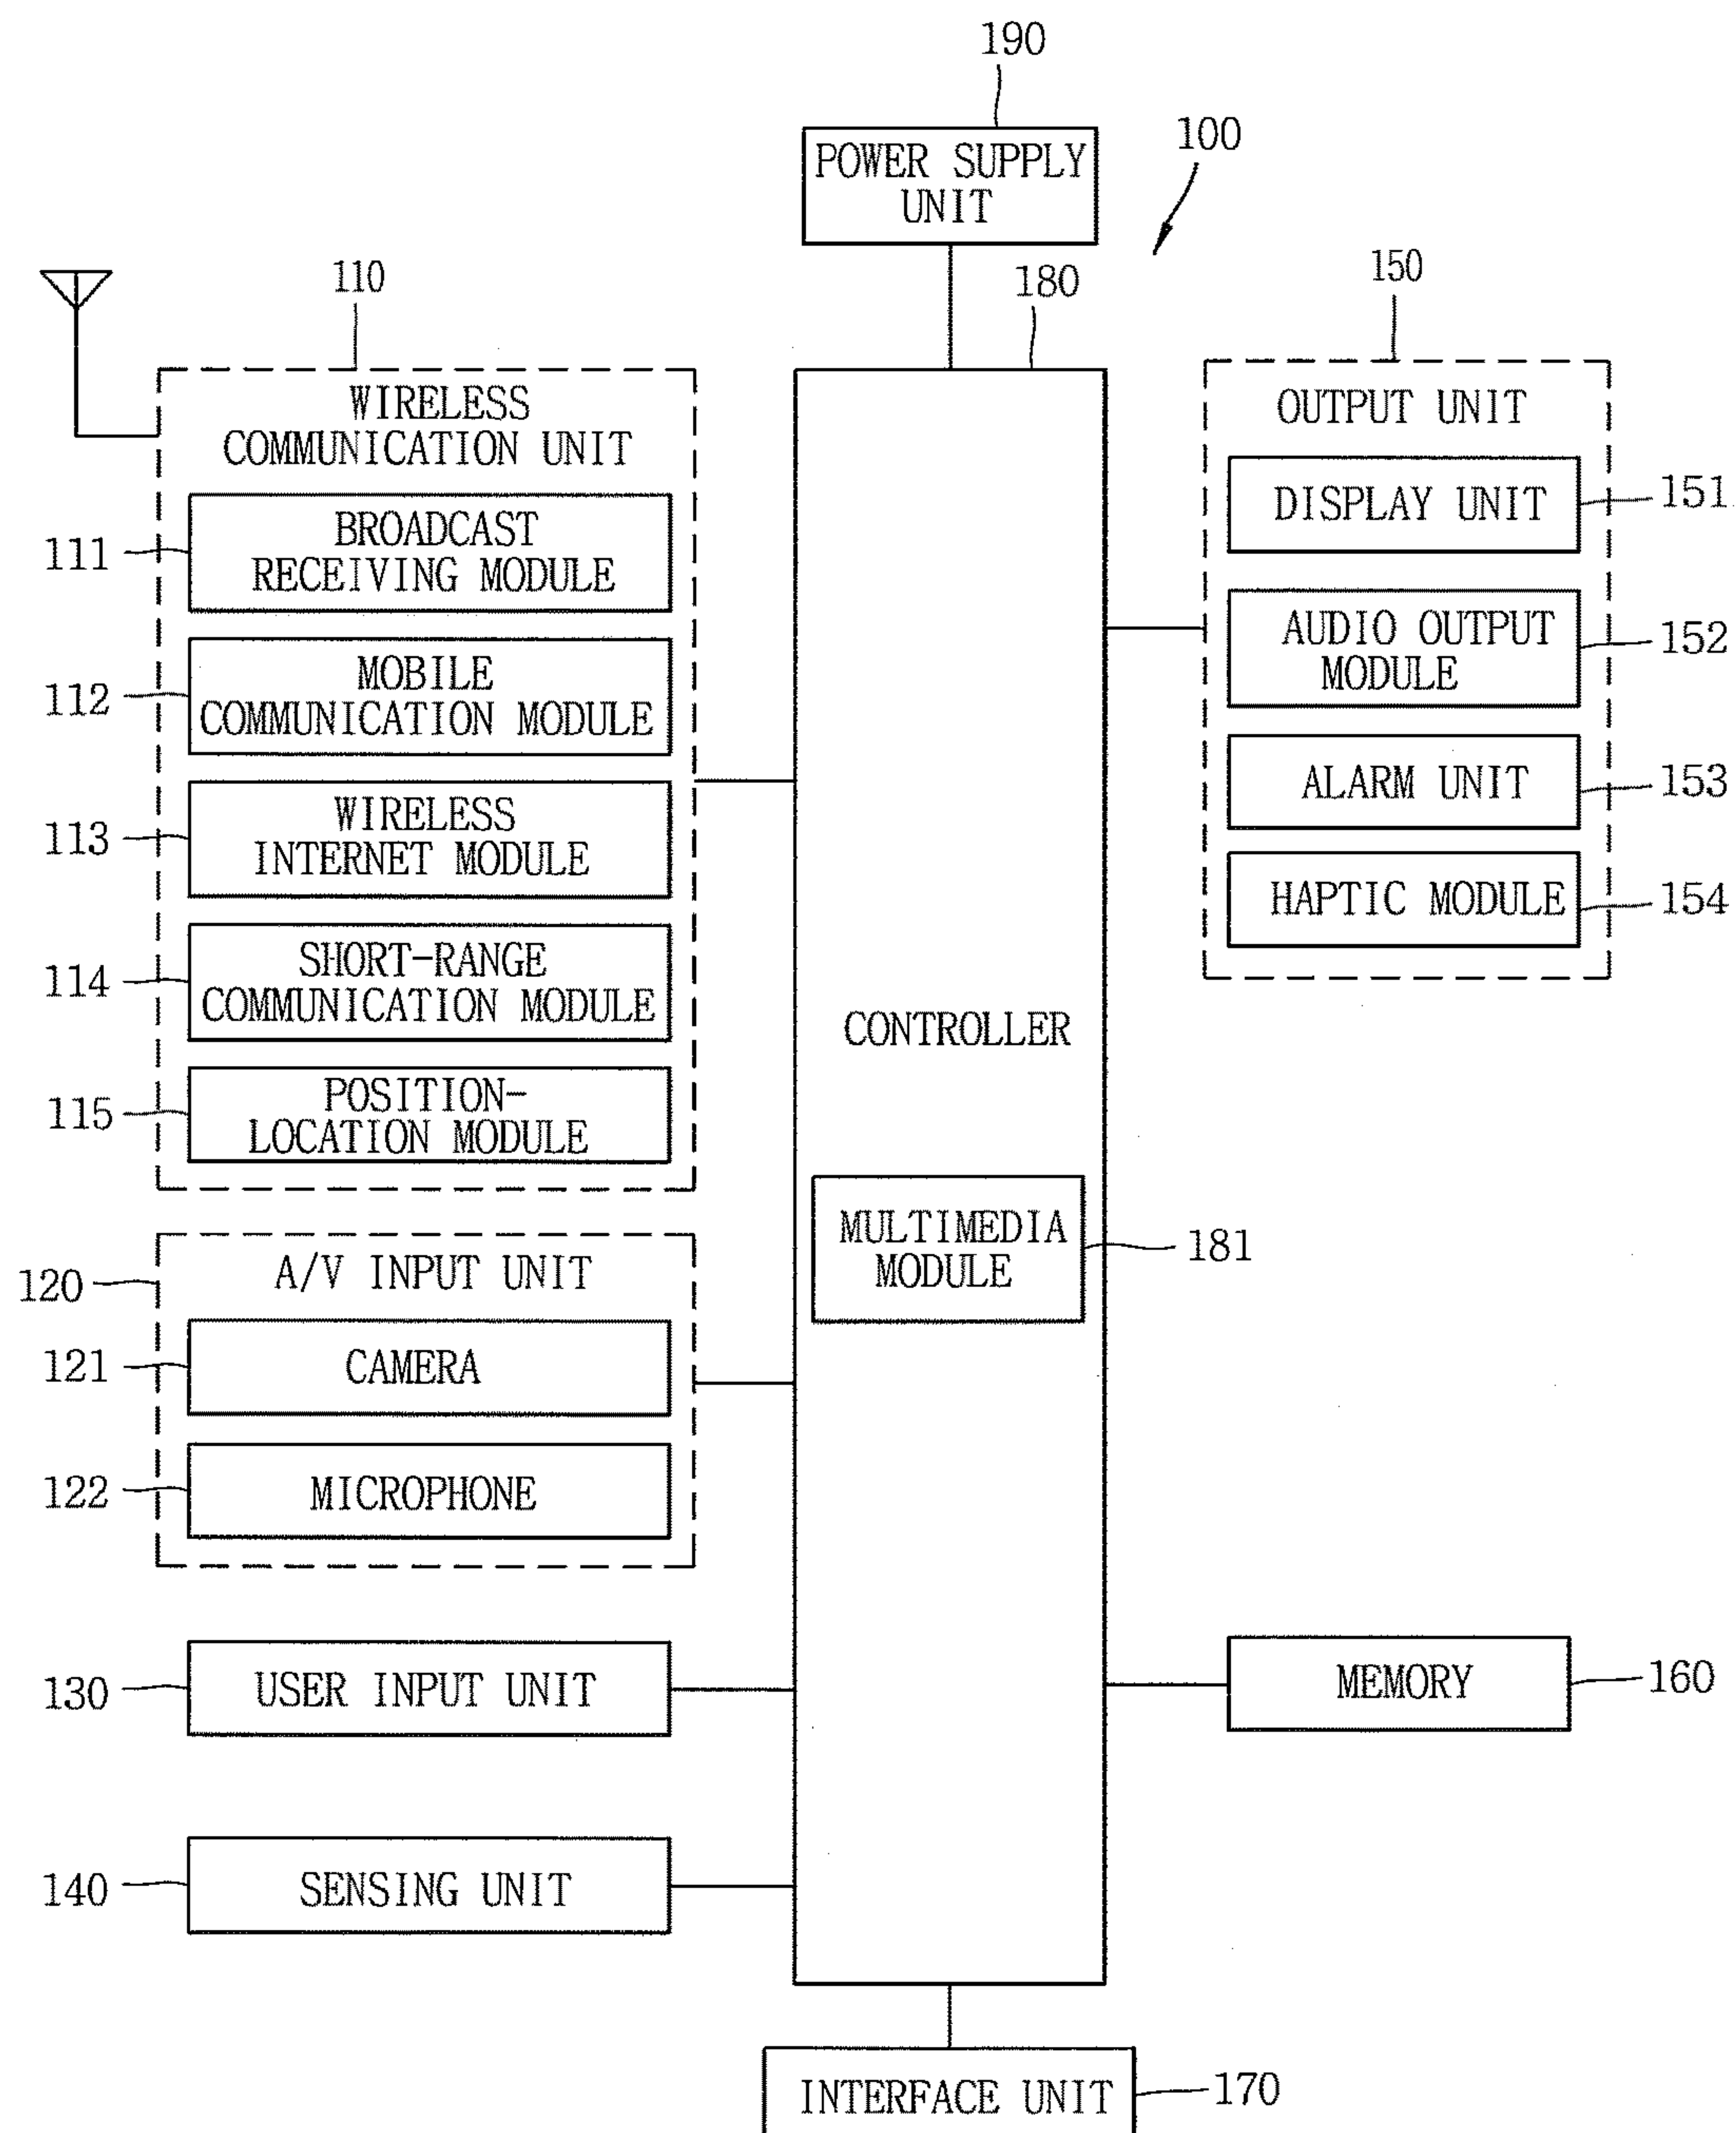 190
POWER SUPPLY
UNIT
100
110
180
150
WIRELESS
COMMUNICATION UNIT
111
BROADCAST
RECEIVING MODULE
112
MOBILE
COMMUNICATION MODULE
113
WIRELESS
INTERNET MODULE
114
SHORT-RANGE
COMMUNICATION MODULE
115
POSITION-
LOCATION MODULE
120
A/V INPUT UNIT
121
CAMERA
122
MICROPHONE
130
USER INPUT UNIT
140
SENSING UNIT
CONTROLLER
MULTIMEDIA
MODULE
181
OUTPUT UNIT
DISPLAY UNIT
151
AUDIO OUTPUT
MODULE
152
ALARM UNIT
153
HAPTIC MODULE
154
MEMORY
160
INTERFACE UNIT
170